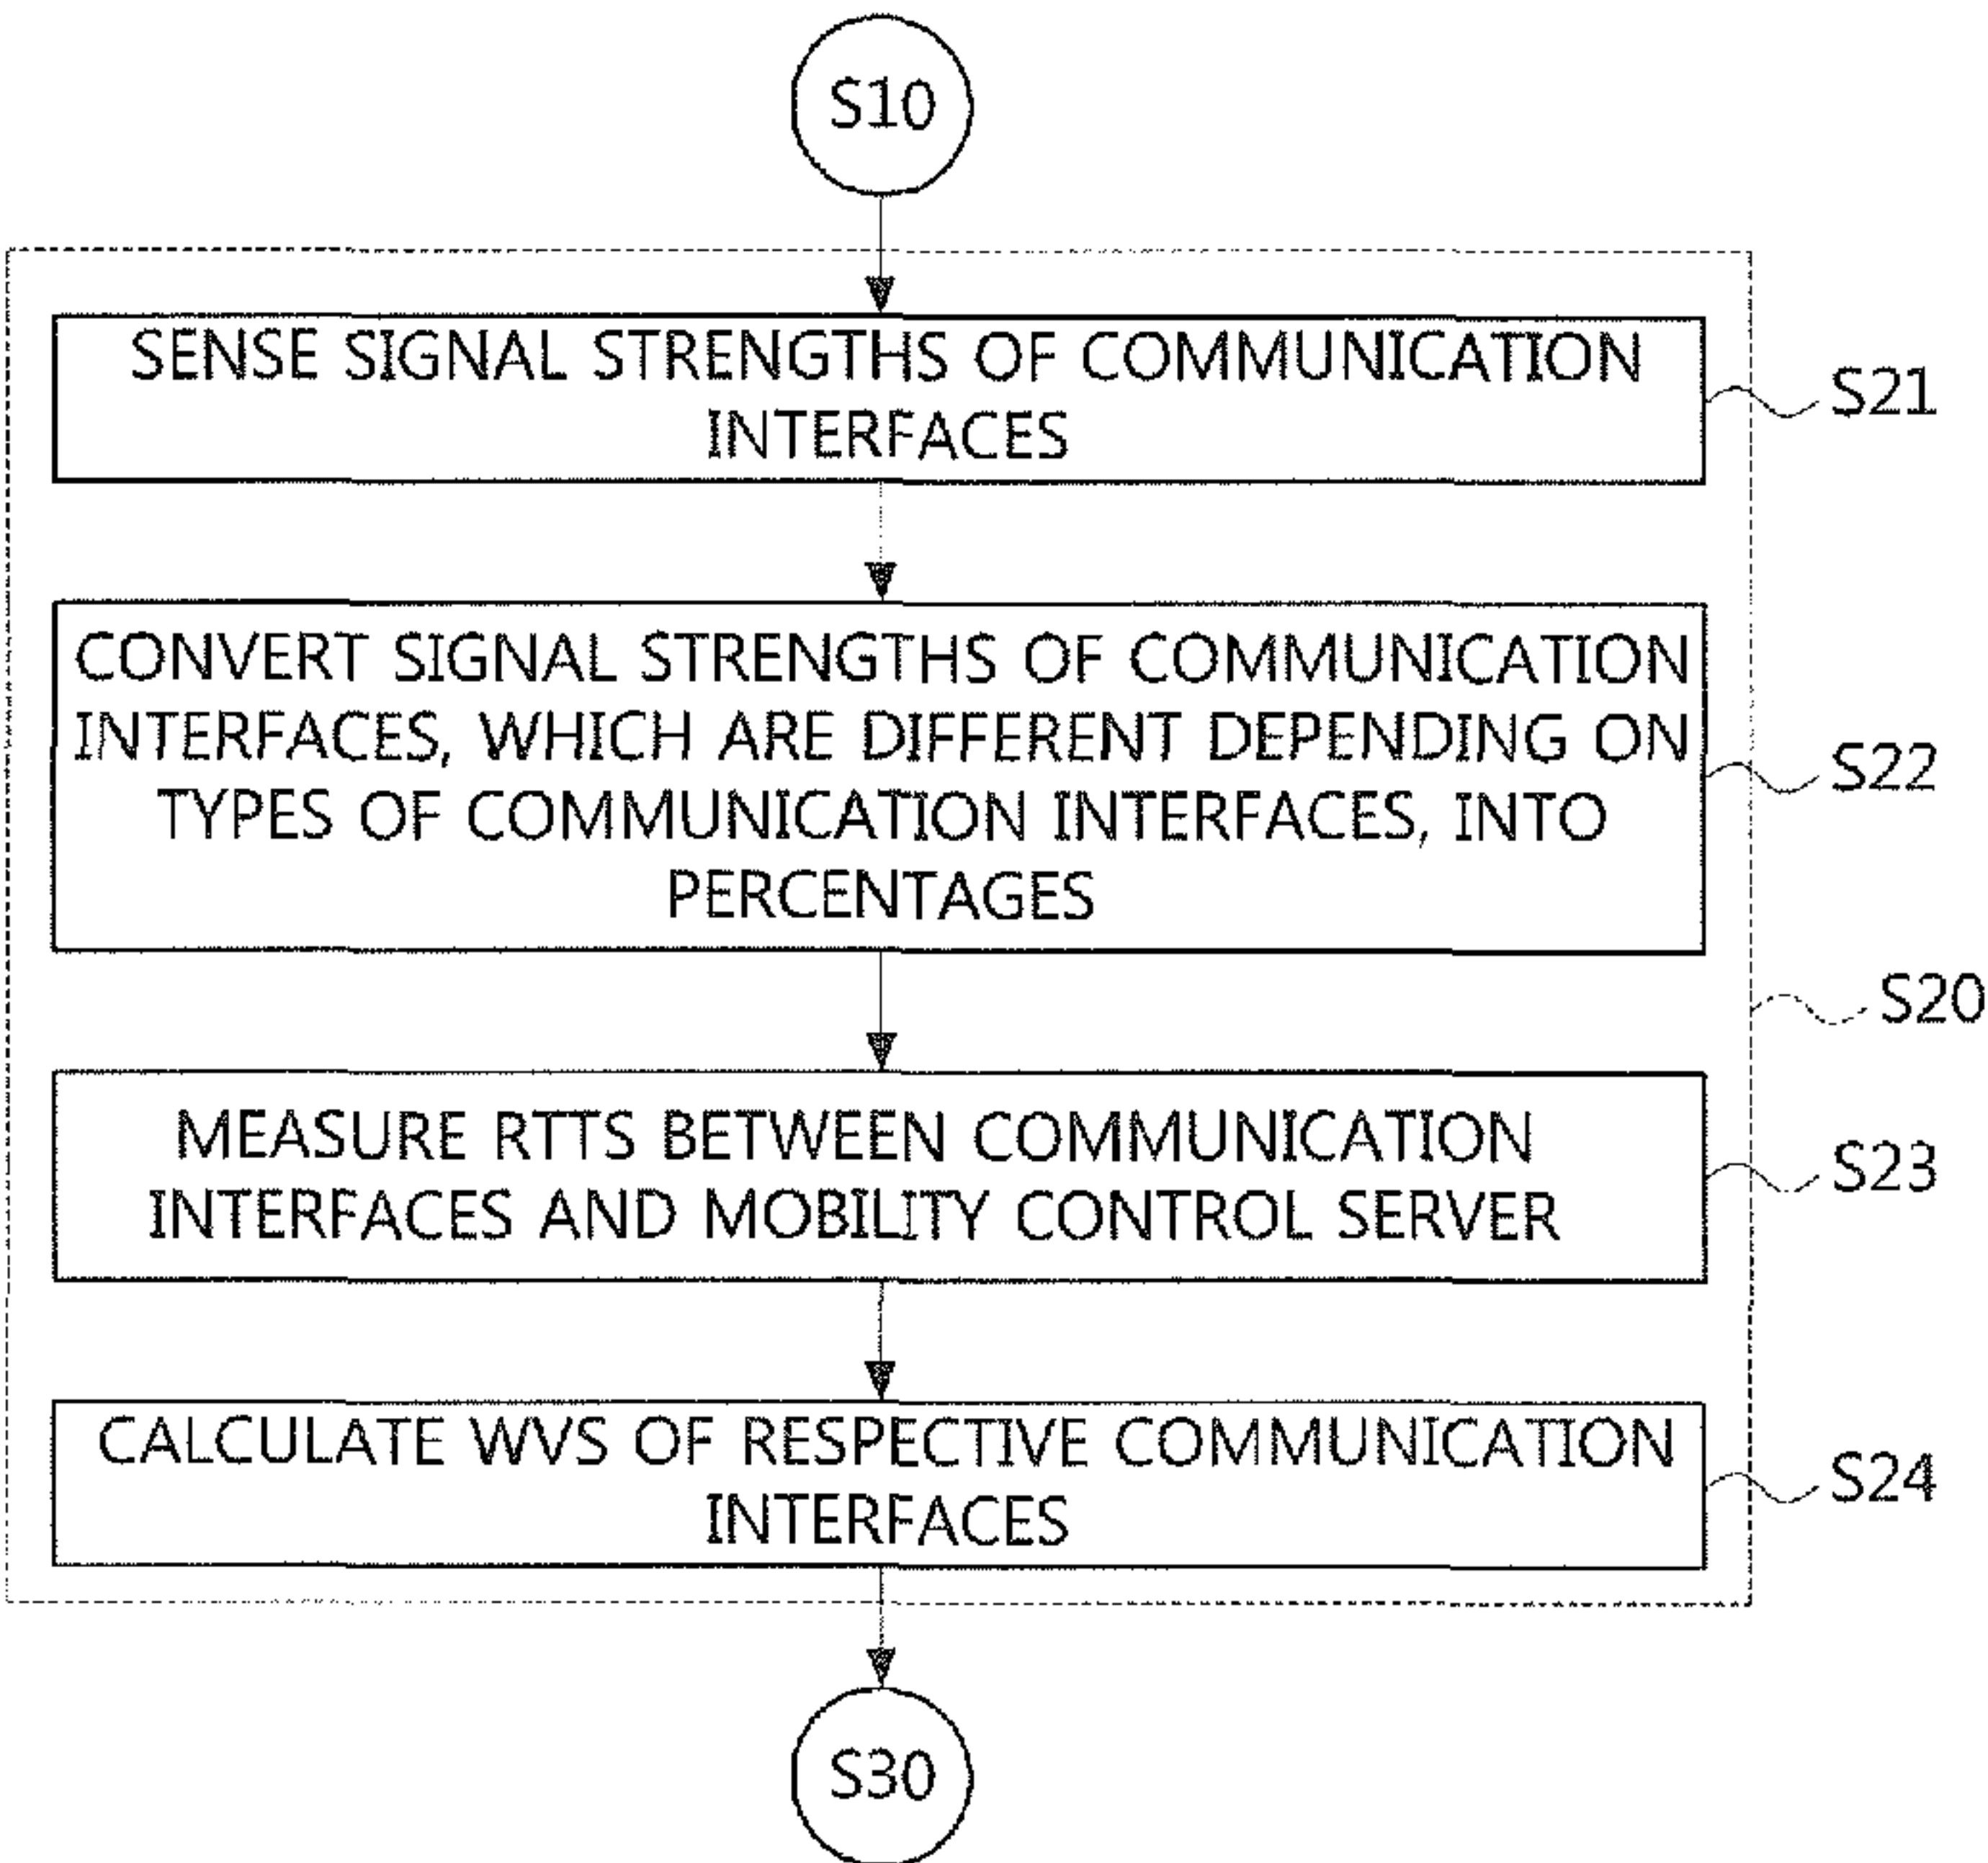 S10
SENSE SIGNAL STRENGTHS OF COMMUNICATION
INTERFACES
S21
CONVERT SIGNAL STRENGTHS OF COMMUNICATION
INTERFACES, WHICH ARE DIFFERENT DEPENDING ON
TYPES OF COMMUNICATION INTERFACES, INTO
PERCENTAGES
S22
S20
MEASURE RTTS BETWEEN COMMUNICATION
INTERFACES AND MOBILITY CONTROL SERVER
S23
CALCULATE WVS OF RESPECTIVE COMMUNICATION
INTERFACES
S24
S30